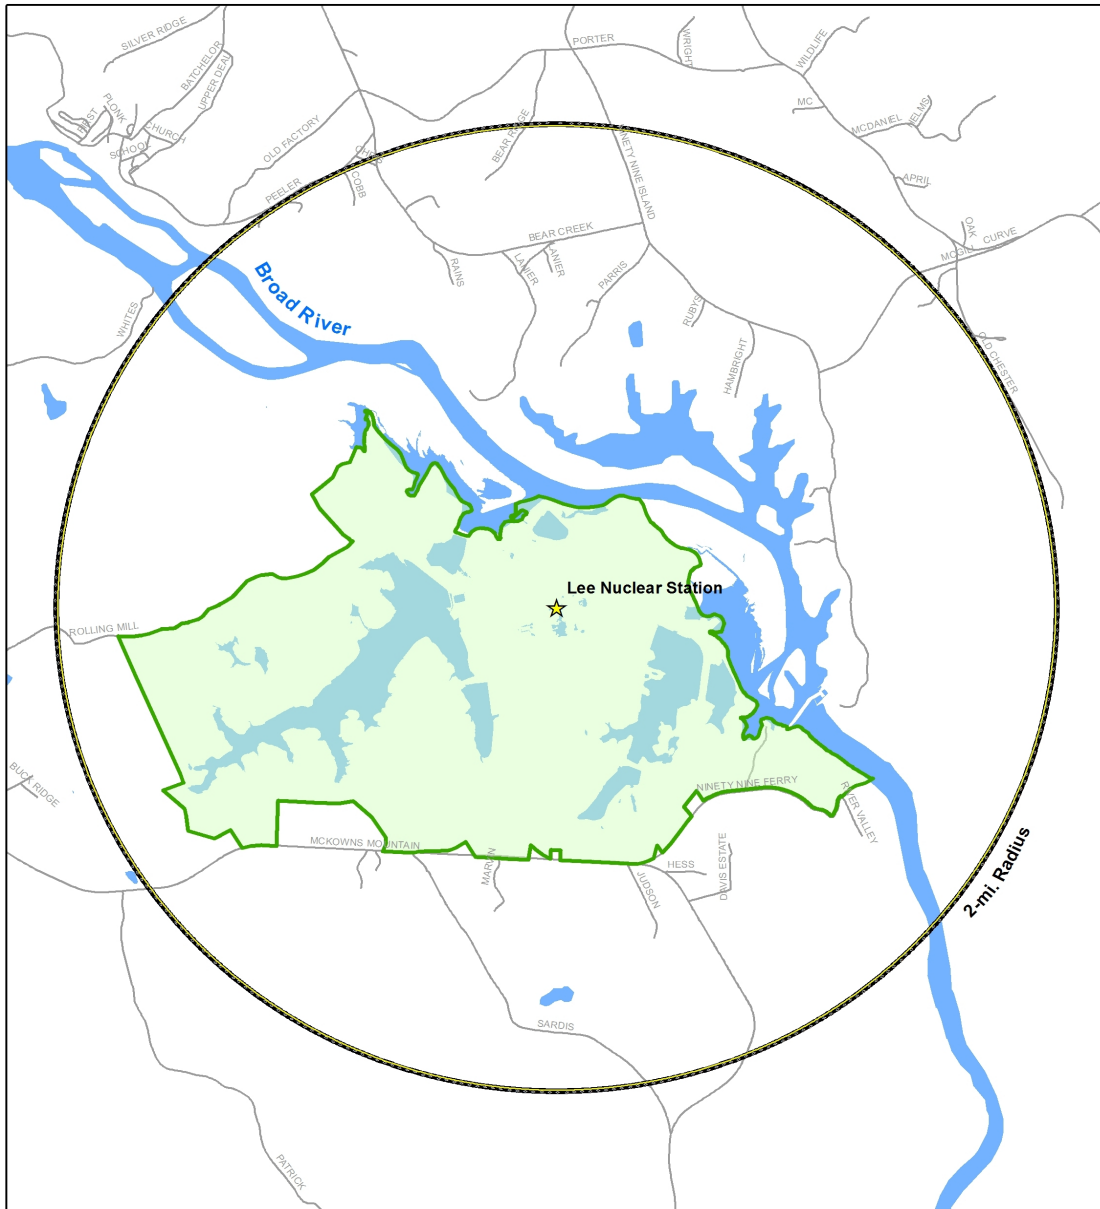 SILVER RIDGE
BATCHELOR
UPPER DEAL
PLONK
CHURCH
SCHOOL
OLD FACTORY
PEELER
COBB
BEAR RIDGE
PORTER
WRIGHT
WILDLIFE
MC
MCDANIEL
APRIL
OAK
MCGILL
CURVE
NINETY NINE ISLAND
BEAR CREEK
LANIER
LANIER
PARRIS
RAINS
RUBYS
HAMBRIGHT
OLD CHESTER
WHITES
Broad River
Lee Nuclear Station
ROLLING MILL
BUCK RIDGE
NINETY NINE FERRY
RIVER VALLEY
MCKOWNS MOUNTAIN
HESS
DAVIS ESTATE
JUDSON
2-mi. Radius
SARDIS
PATRICK